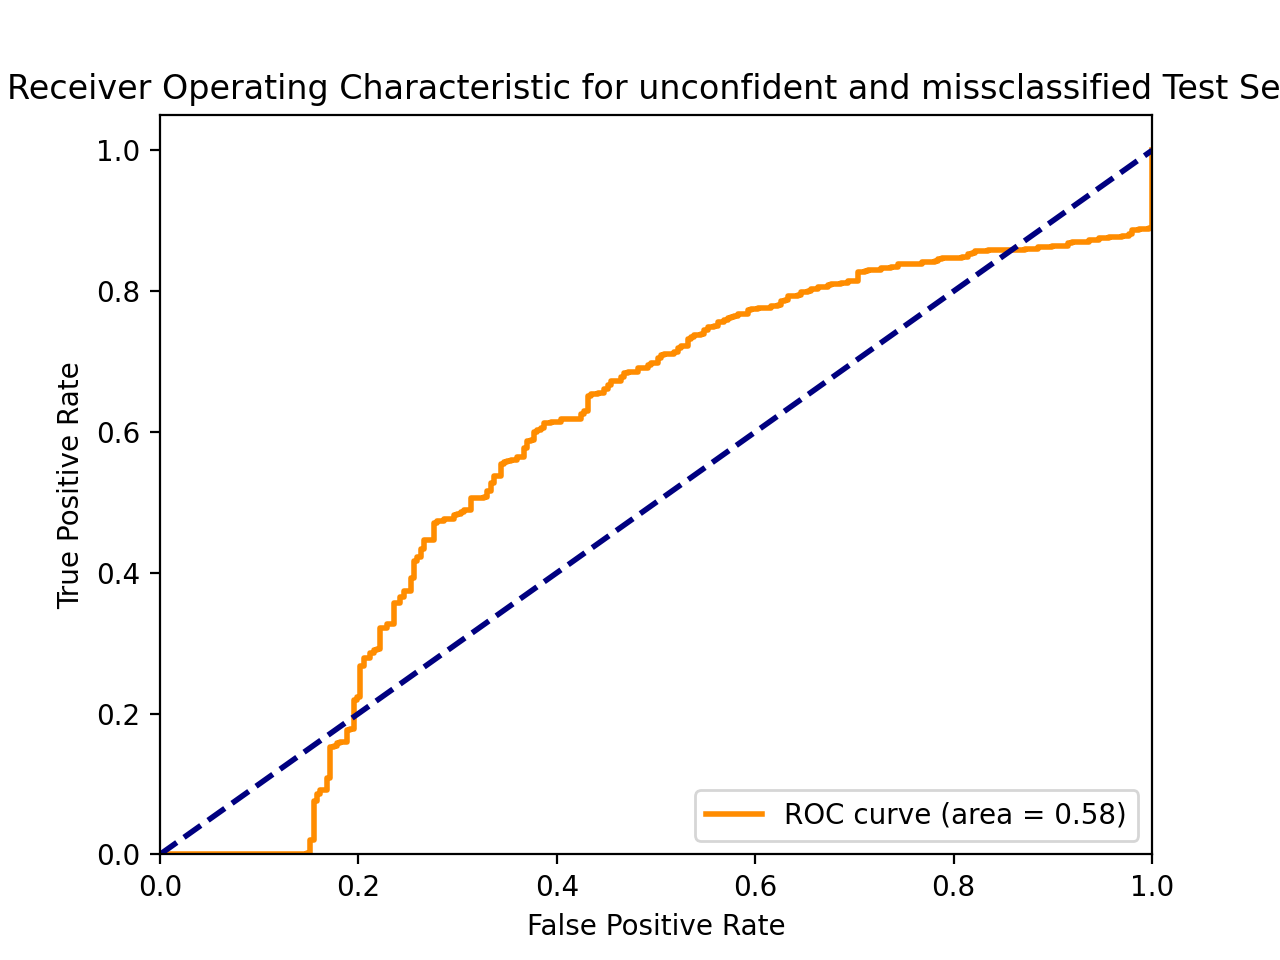 Receiver Operating Characteristic for unconfident and missclassified Test Se
1.0
0.8
0.6
0.4
0.2
0.0
True Positive Rate
ROC curve (area = 0.58)
0.0 0.2 0.4 0.6 0.8 1.0
False Positive Rate